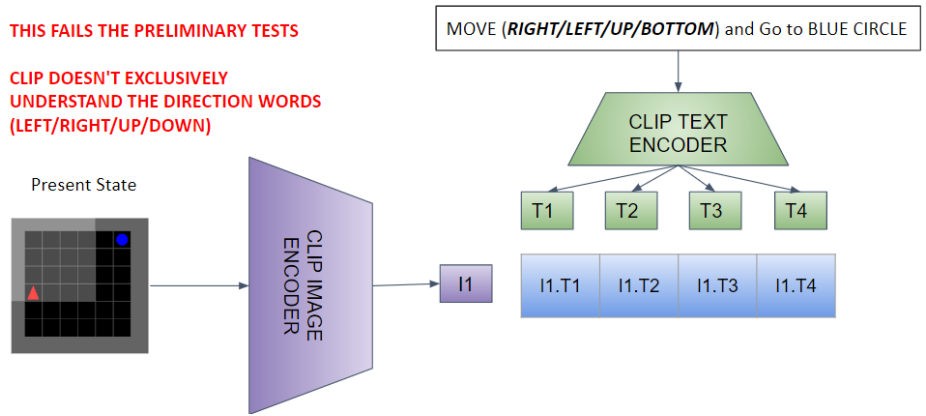 THIS FAILS THE PRELIMINARY TESTS
CLIP DOESN'T EXCLUSIVELY
UNDERSTAND THE DIRECTION WORDS
(LEFT/RIGHT/UP/DOWN)
MOVE (RIGHT/LEFT/UP/BOTTOM) and Go to BLUE CIRCLE
CLIP TEXT
ENCODER
Present State
T1 T2 T3 T4
CLIP IMAGE
ENCODER
I1
I1.T1 I1.T2 I1.T3 I1.T4